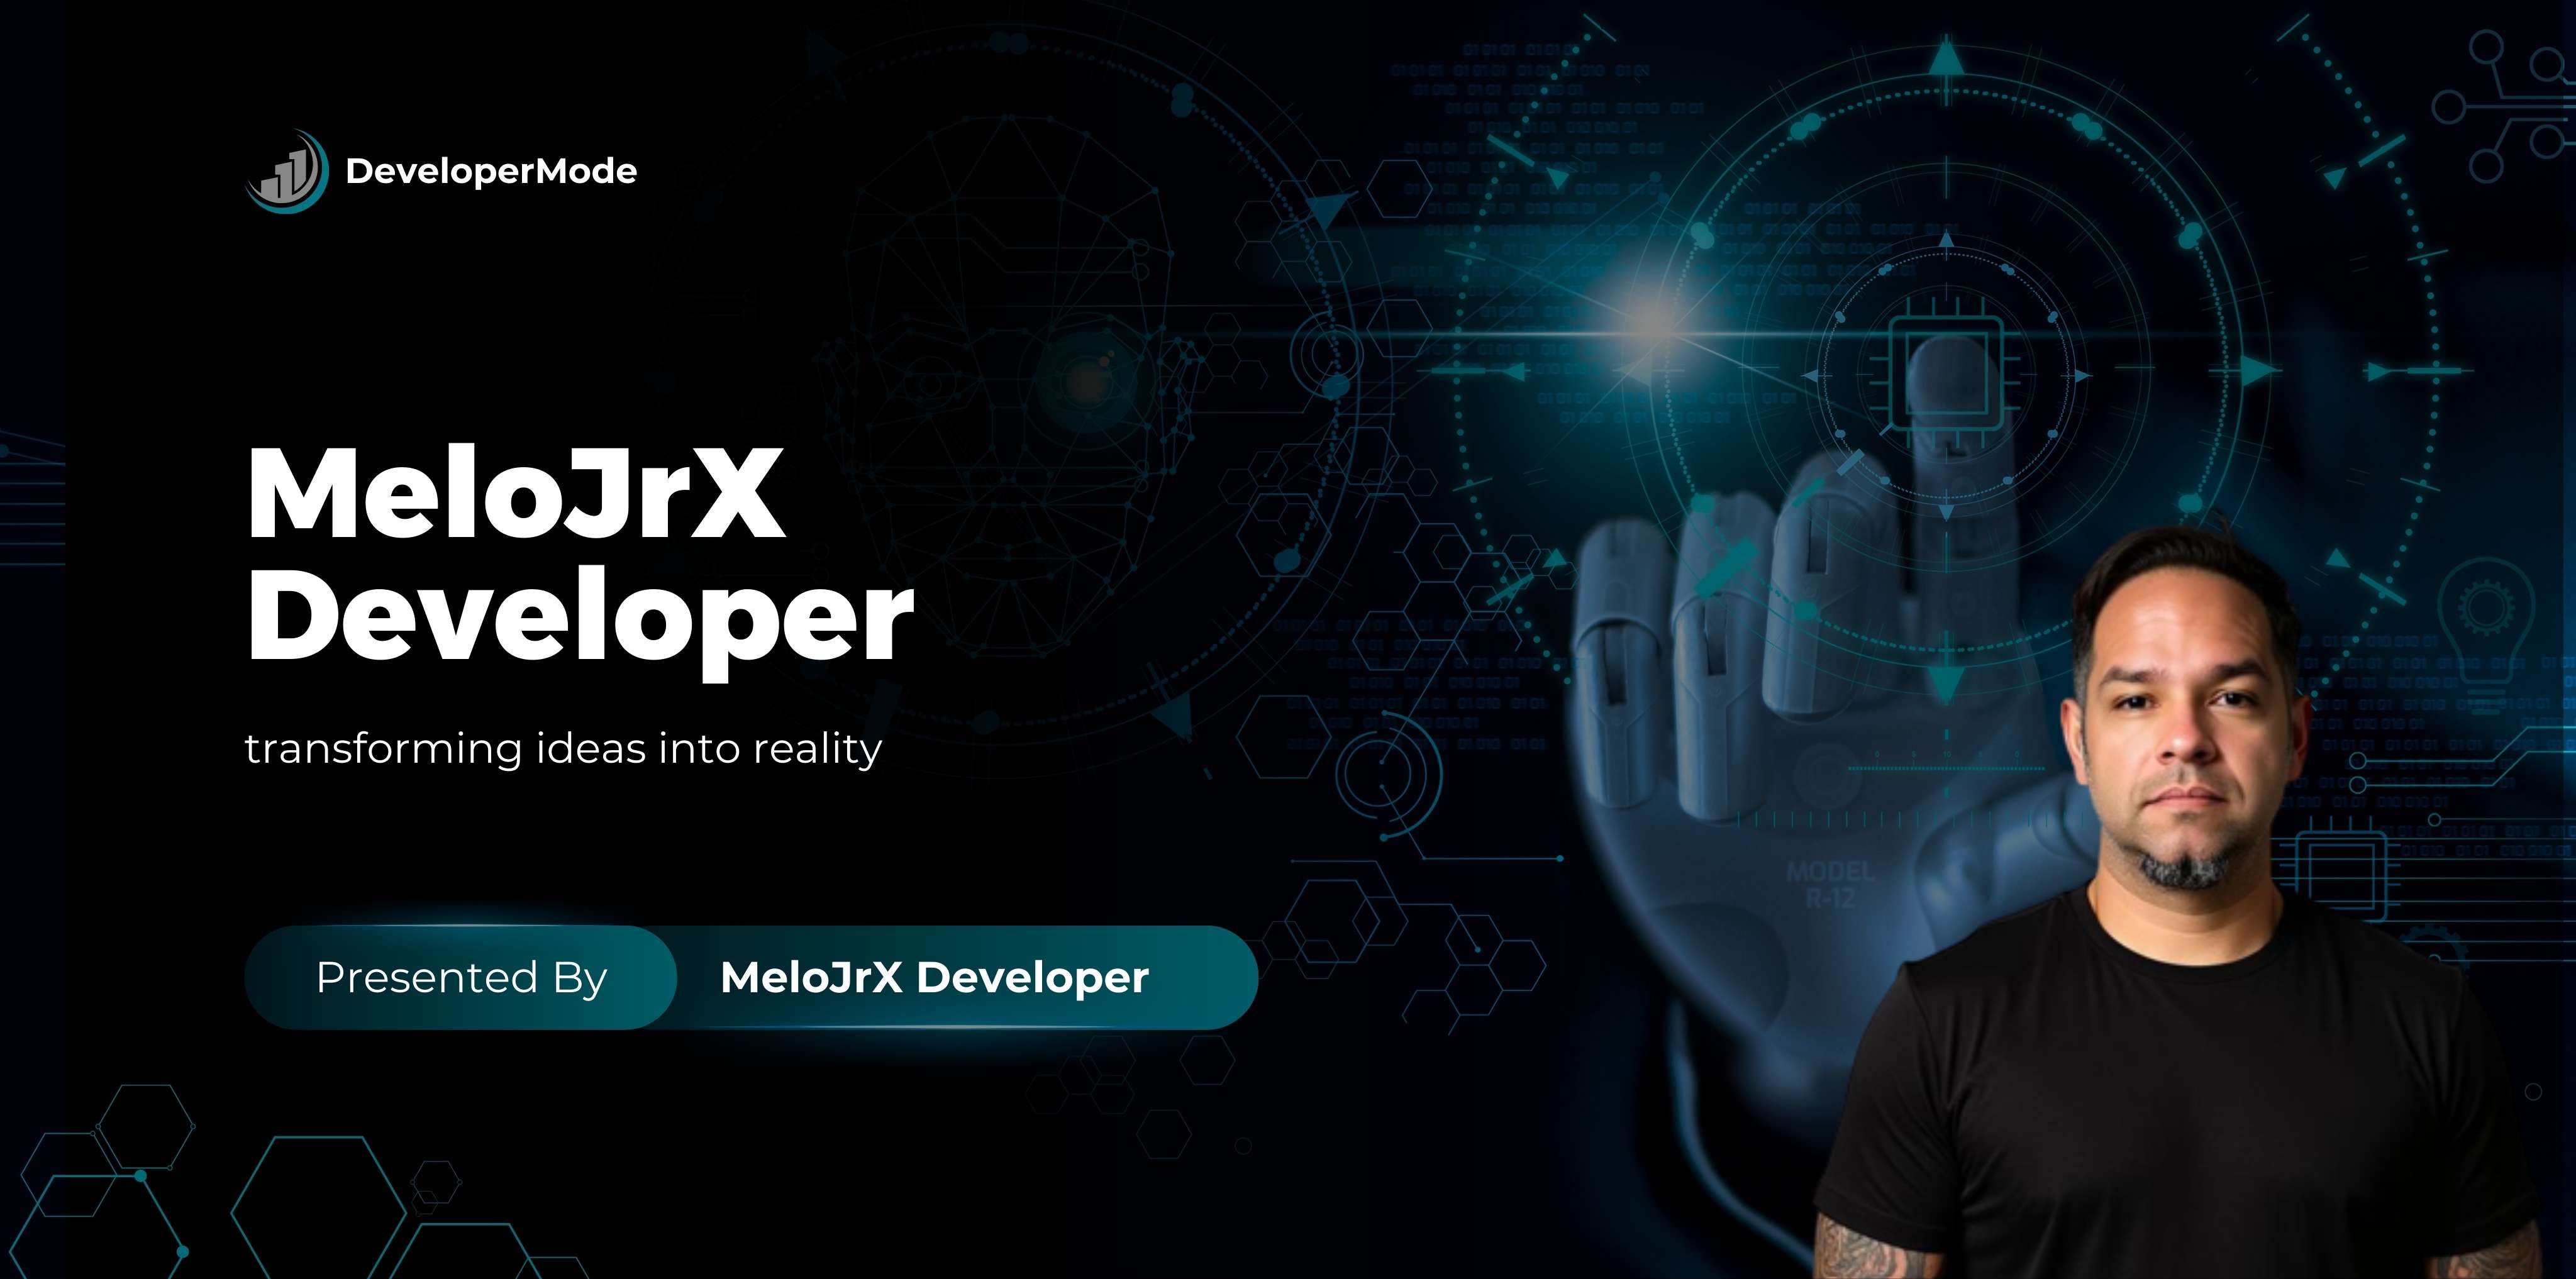 DeveloperMode
MeloJrX
Developer
transforming ideas into reality
Presented By
MeloJrX Developer
MODEL
R-12